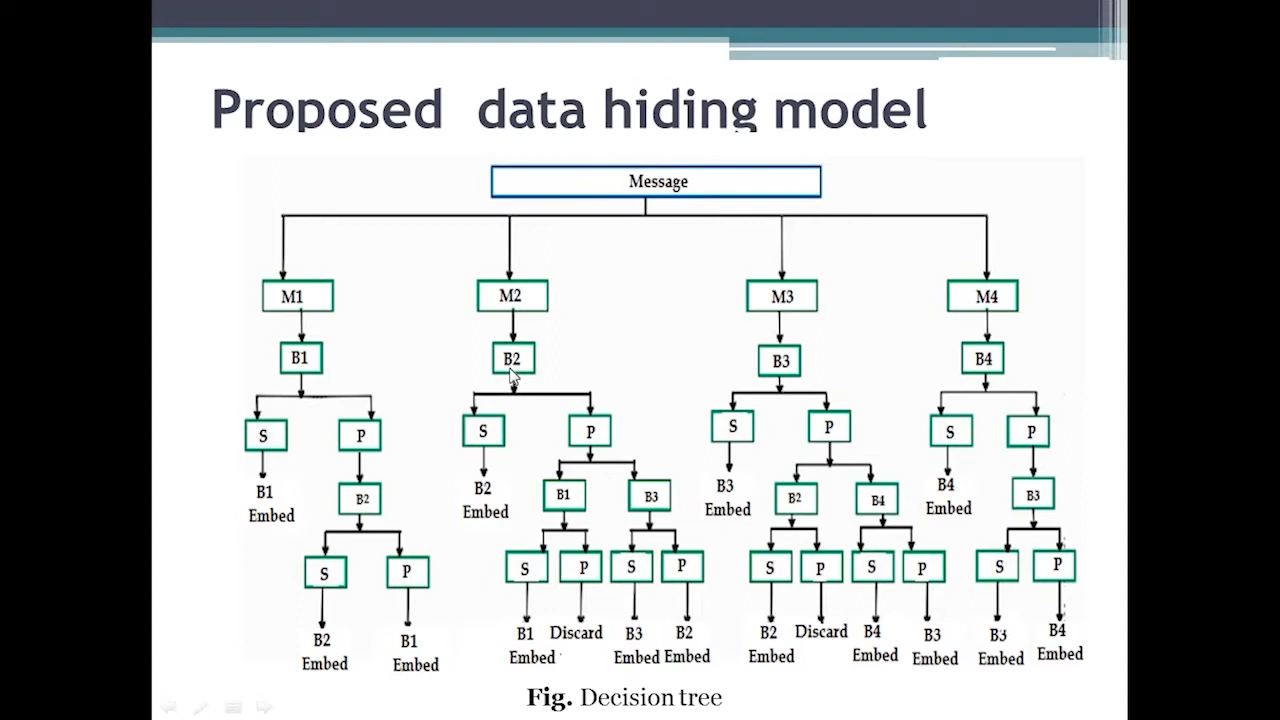 Proposed data hiding model
Message
M1 M2 M3 M4
B1 B2 B3 B4
S P S P S P S P
B1 Embed
B2
B2 Embed
B1 B3
B3 Embed
B2 B4
B4 Embed
B3
S P S P S P S P S P S P
B2 Embed
B1 Embed
B1 Embed
Discard
B3 Embed
B2 Embed
B2 Embed
Discard
B4 Embed
B3 Embed
B3 Embed
B4 Embed
Fig. Decision tree